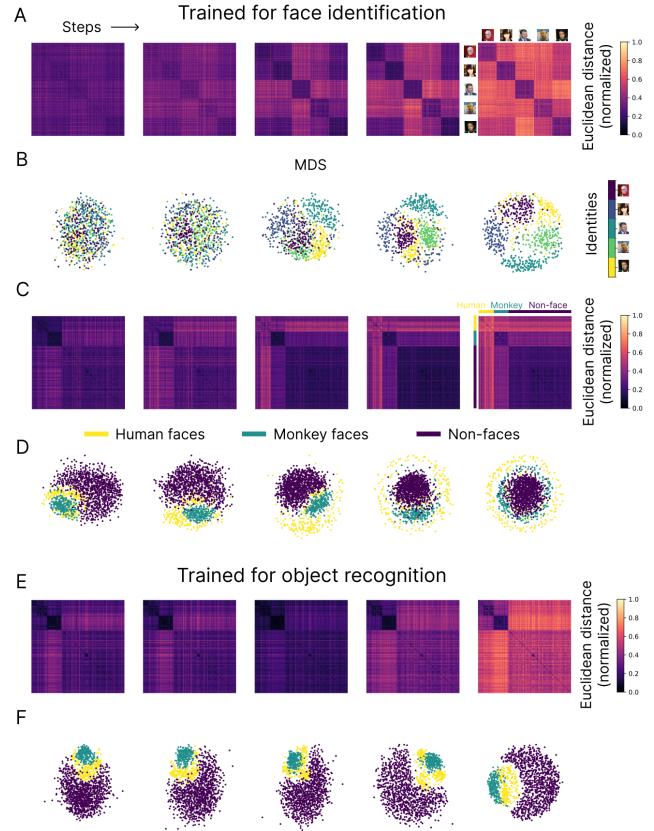 A
Trained for face identification
Steps
Euclidean distance
(normalized)
1.0
0.8
0.6
0.4
0.2
0.0
B
MDS
Identities
C
Human Monkey Non-face
Euclidean distance
(normalized)
1.0
0.8
0.6
0.4
0.2
0.0
Human faces Monkey faces Non-faces
D
E
Trained for object recognition
Euclidean distance
(normalized)
1.0
0.8
0.6
0.4
0.2
0.0
F